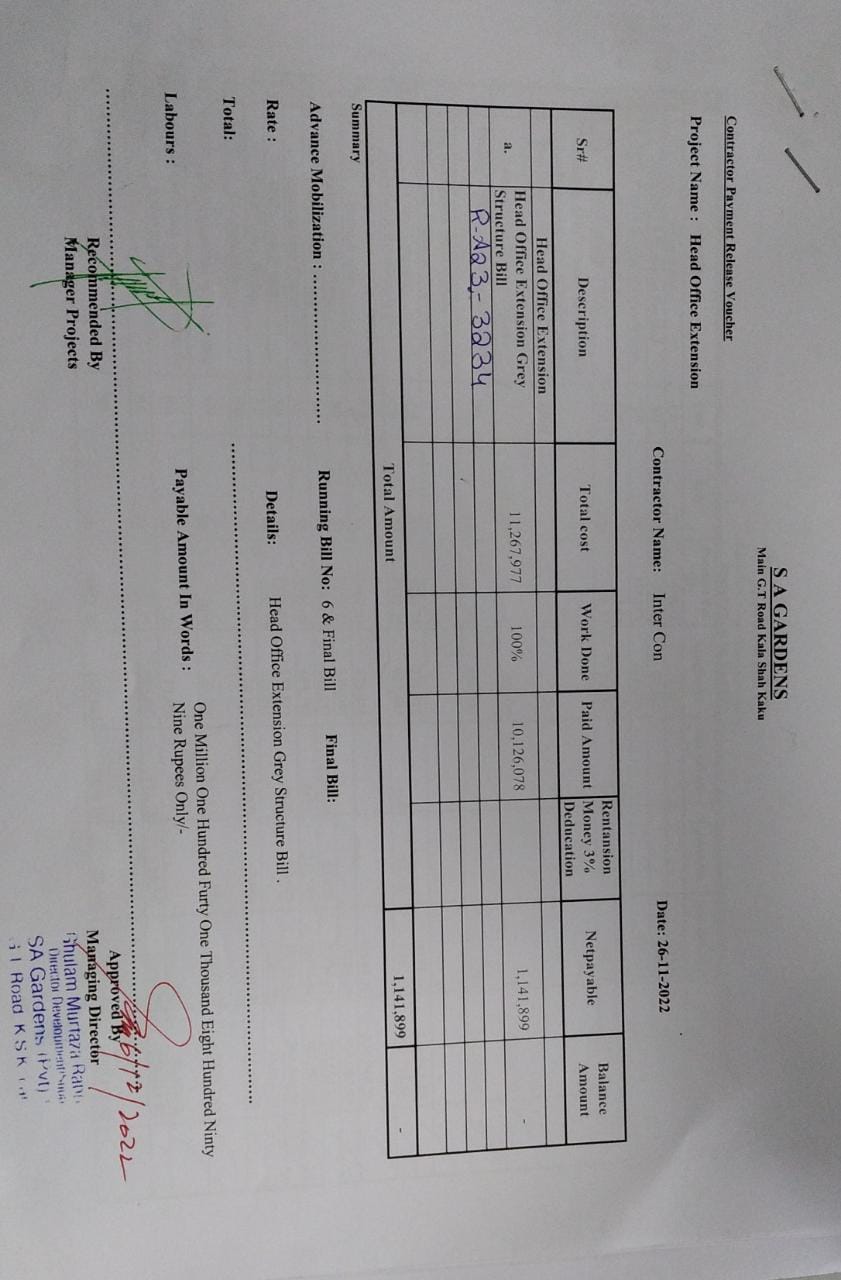 S A GARDENS
Main G.T Road Kala Shah Kaku
Contractor Payment Release Voucher
Project Name : Head Office Extension
Contractor Name: Inter Con
Date: 26-11-2022
Sr# Description Total cost Work Done Paid Amount Rentansion Money 3% Deducation Netpayable Balance Amount
Head Office Extension
a. Head Office Extension Grey Structure Bill 11,267,977 100% 10,126,078 1,141,899 -
R-A23-3234
Total Amount 1,141,899 -
Summary
Advance Mobilization : ........................ Running Bill No: 6 & Final Bill Final Bill:
Rate : Details: Head Office Extension Grey Structure Bill .
Total:
Labours : Payable Amount In Words : One Million One Hundred Furty One Thousand Eight Hundred Ninty
Nine Rupees Only/-
6/12/2022
Recommended By
Manager Projects
Approved By
Managing Director
Ghulam Murtaza
Director Development
SA Gardens (Pvt)
Road K S K